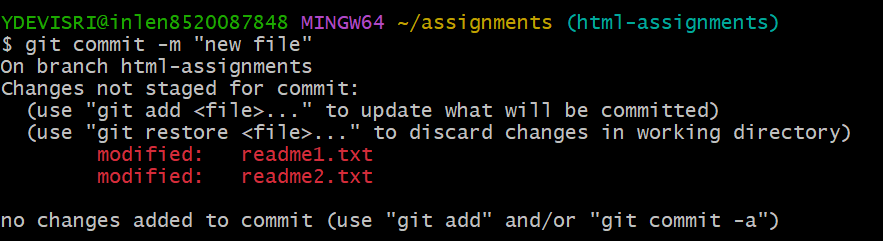 YDEVISRI@inlen8520087848 MINGW64 ~/assignments (html-assignments)
$ git commit -m "new file"
On branch html-assignments
Changes not staged for commit:
  (use "git add <file>..." to update what will be committed)
  (use "git restore <file>..." to discard changes in working directory)
        modified:   readme1.txt
        modified:   readme2.txt

no changes added to commit (use "git add" and/or "git commit -a")